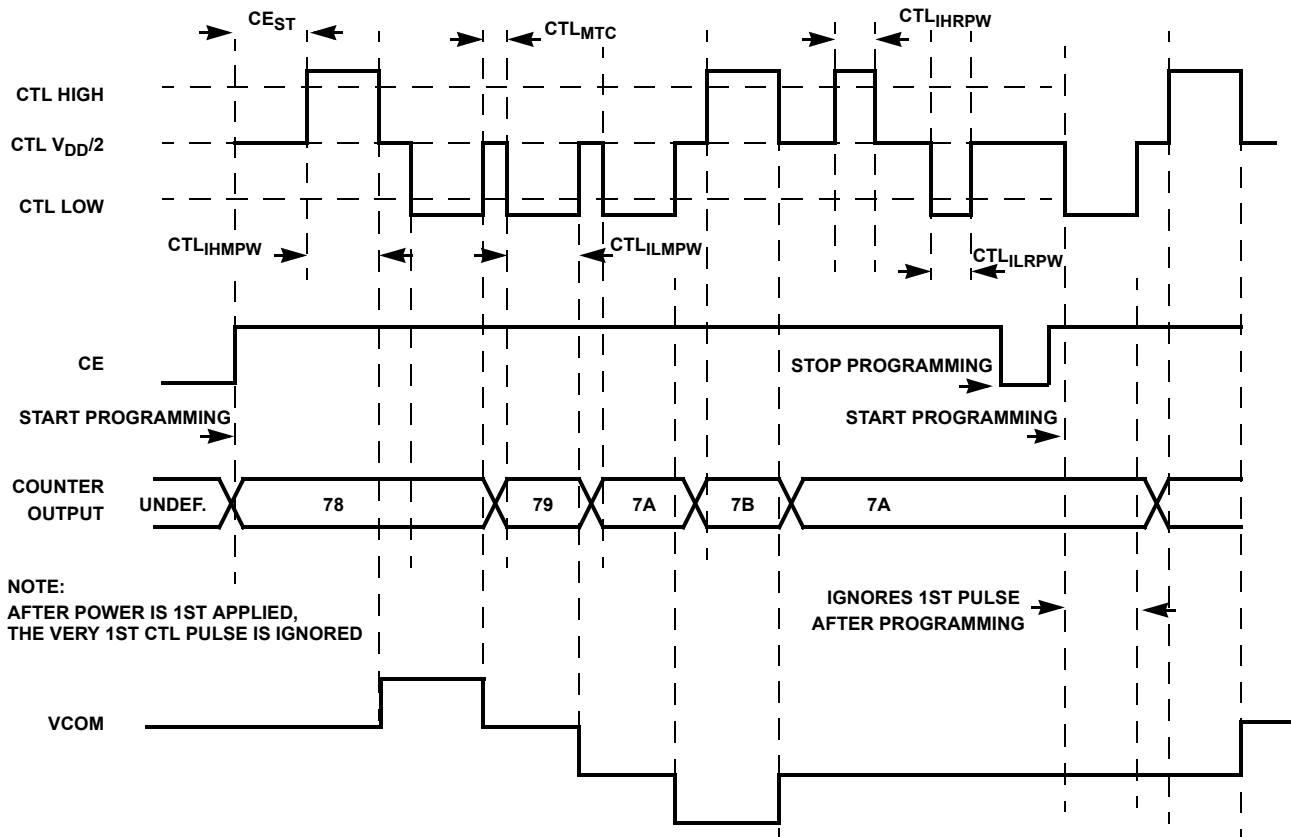 CE_ST
CTL_MTC
CTL_IHRPW
CTL HIGH
CTL V_DD/2
CTL LOW
CTL_IHMPW
CTL_ILMPW
CTL_ILRPW
CE
STOP PROGRAMMING
START PROGRAMMING
START PROGRAMMING
COUNTER
OUTPUT
UNDEF.
78
79
7A
7B
7A
NOTE:
AFTER POWER IS 1ST APPLIED,
THE VERY 1ST CTL PULSE IS IGNORED
IGNORES 1ST PULSE
AFTER PROGRAMMING
VCOM